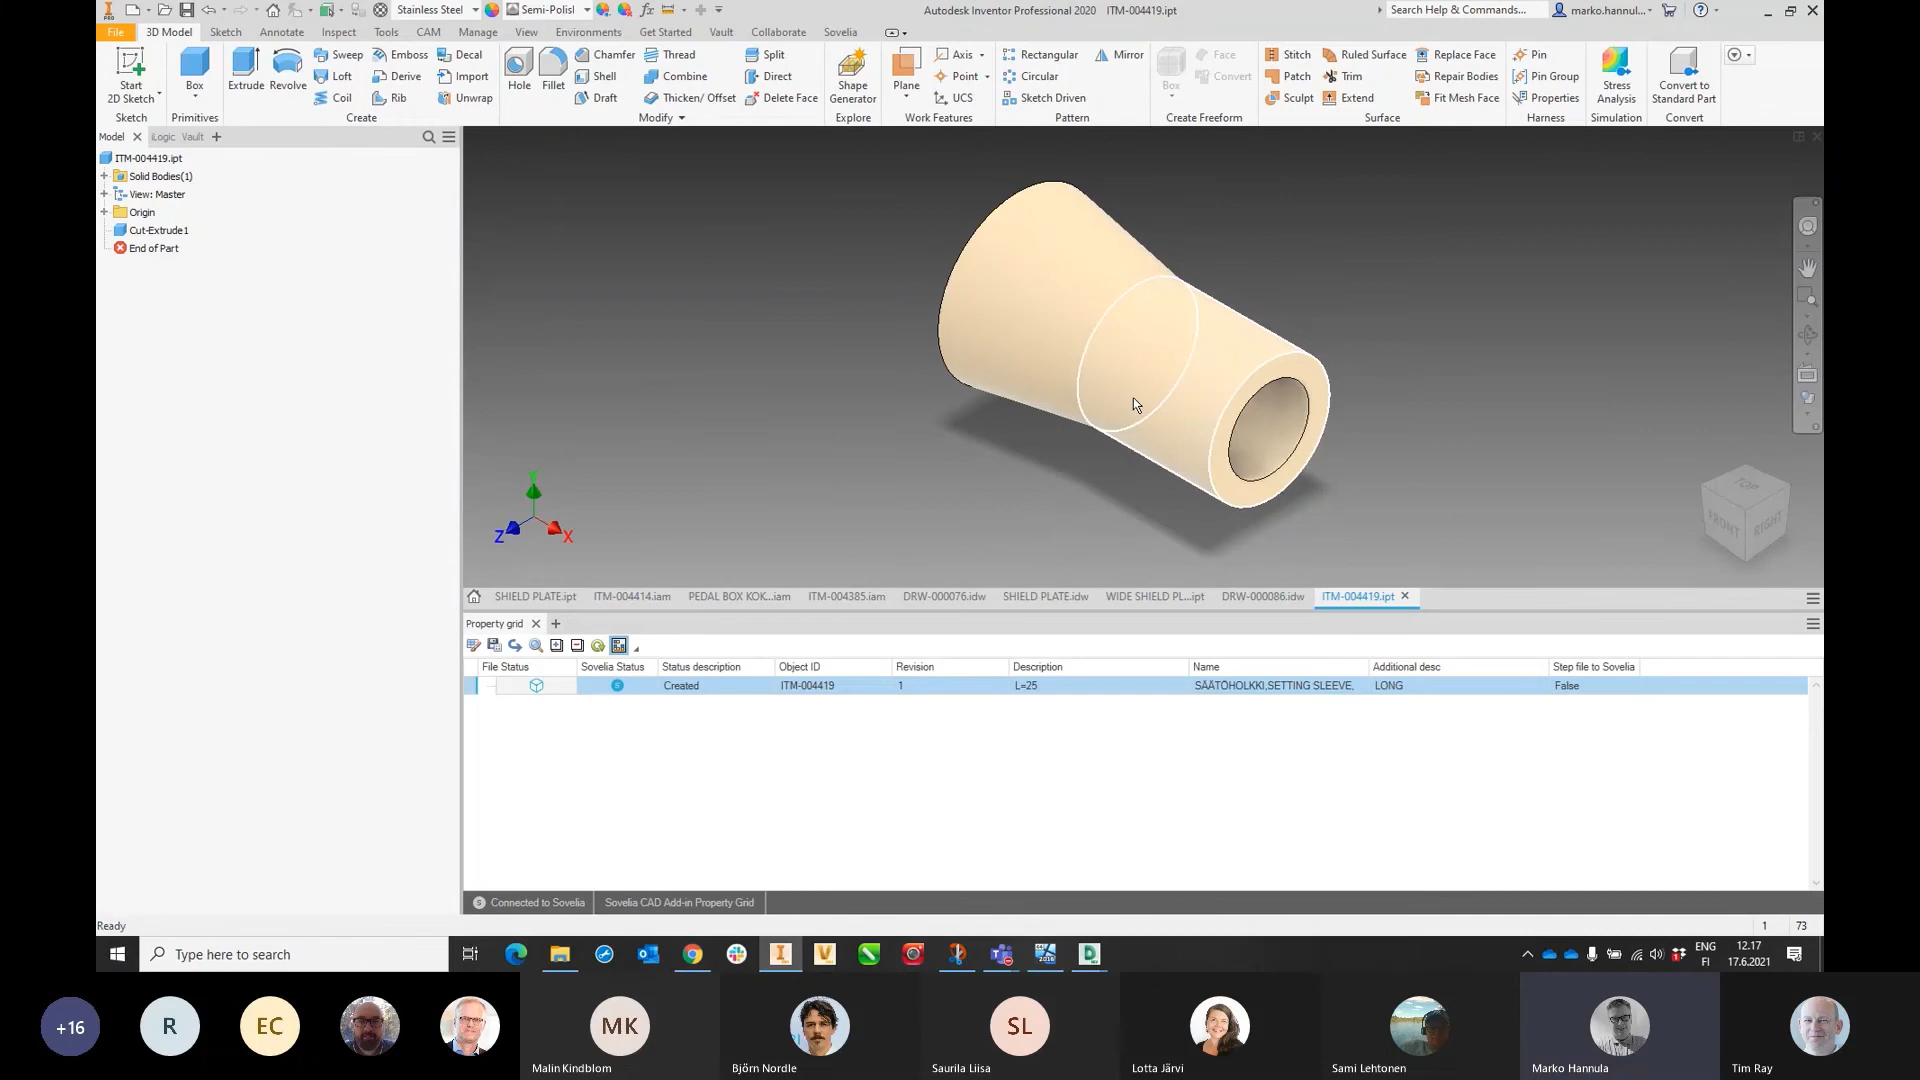 Stainless Steel
Semi-Polisl
fx
Autodesk Inventor Professional 2020 ITM-004419.ipt
Search Help & Commands...
marko.hannul...
File 3D Model Sketch Annotate Inspect Tools CAM Manage View Environments Get Started Vault Collaborate Sovelia
Start
2D Sketch
Box
Extrude
Revolve
Sweep
Loft
Coil
Emboss
Derive
Rib
Decal
Import
Unwrap
Hole
Fillet
Chamfer
Shell
Draft
Thread
Combine
Thicken/ Offset
Split
Direct
Delete Face
Shape
Generator
Plane
Axis
Point
UCS
Rectangular
Circular
Sketch Driven
Mirror
Box
Face
Convert
Stitch
Patch
Sculpt
Ruled Surface
Trim
Extend
Replace Face
Repair Bodies
Fit Mesh Face
Pin
Pin Group
Properties
Stress
Analysis
Convert to
Standard Part
Sketch Primitives Create Modify Explore Work Features Pattern Create Freeform Surface Harness Simulation Convert
Model iLogic Vault
ITM-004419.ipt
Solid Bodies(1)
View: Master
Origin
Cut-Extrude1
End of Part
Y
Z
X
TOP
FRONT
RIGHT
SHIELD PLATE.ipt ITM-004414.iam PEDAL BOX KOK...iam ITM-004385.iam DRW-000076.idw SHIELD PLATE.idw WIDE SHIELD PL...ipt DRW-000086.idw ITM-004419.ipt
Property grid
File Status Sovelia Status Status description Object ID Revision Description Name Additional desc Step file to Sovelia
Created ITM-004419 1 L=25 SÄÄTÖHOLKKI,SETTING SLEEVE, LONG False
Connected to Sovelia
Sovelia CAD Add-in Property Grid
Ready
1 73
Type here to search
ENG
FI
12.17
17.6.2021
+16
R
EC
MK
SL
Malin Kindblom
Björn Nordle
Saurila Liisa
Lotta Järvi
Sami Lehtonen
Marko Hannula
Tim Ray